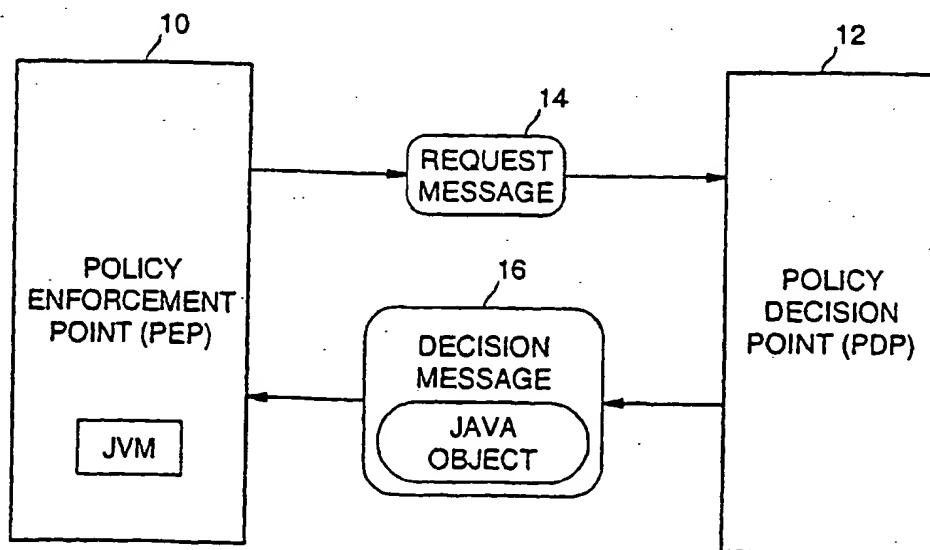 10
12
14
REQUEST
MESSAGE
POLICY
ENFORCEMENT
POINT (PEP)
16
POLICY
DECISION
POINT (PDP)
DECISION
MESSAGE
JAVA
OBJECT
JVM